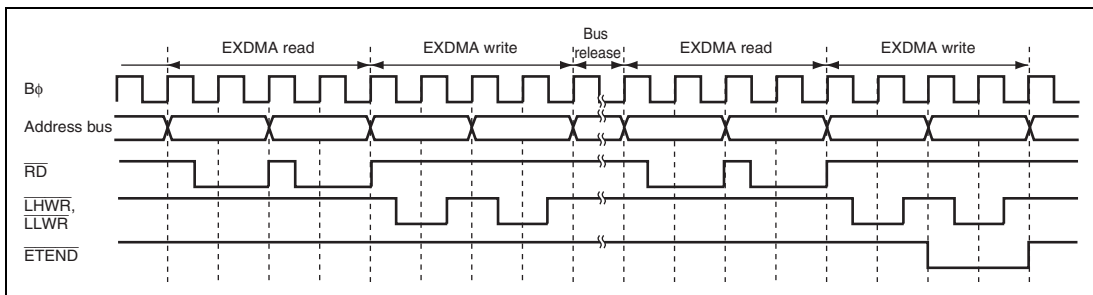 Bus
EXDMA read EXDMA write release EXDMA read EXDMA write
Bϕ
Address bus
RD
LHWR,
LLWR
ETEND